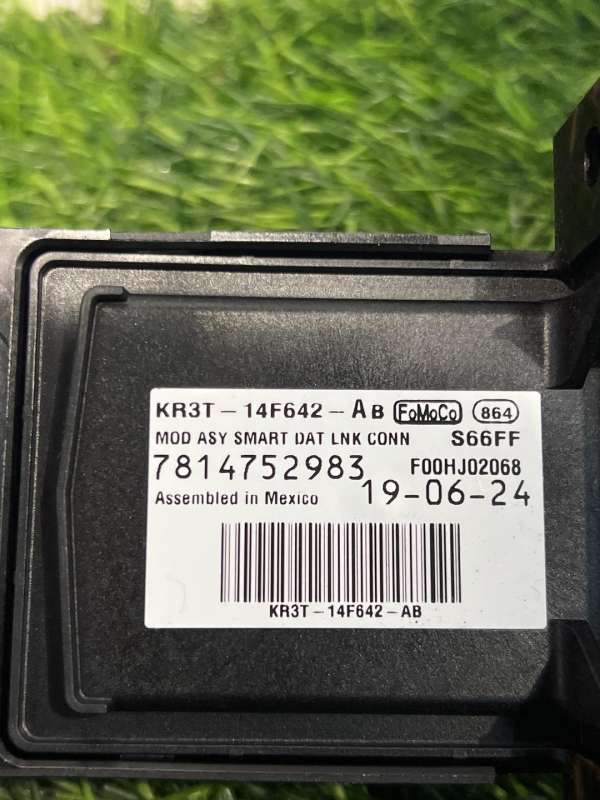 KR3T-14F642-AB FoMoCo 864
MOD ASY SMART DAT LNK CONN S66FF
7814752983 F00HJ02068
Assembled in Mexico 19-06-24
KR3T-14F642-AB